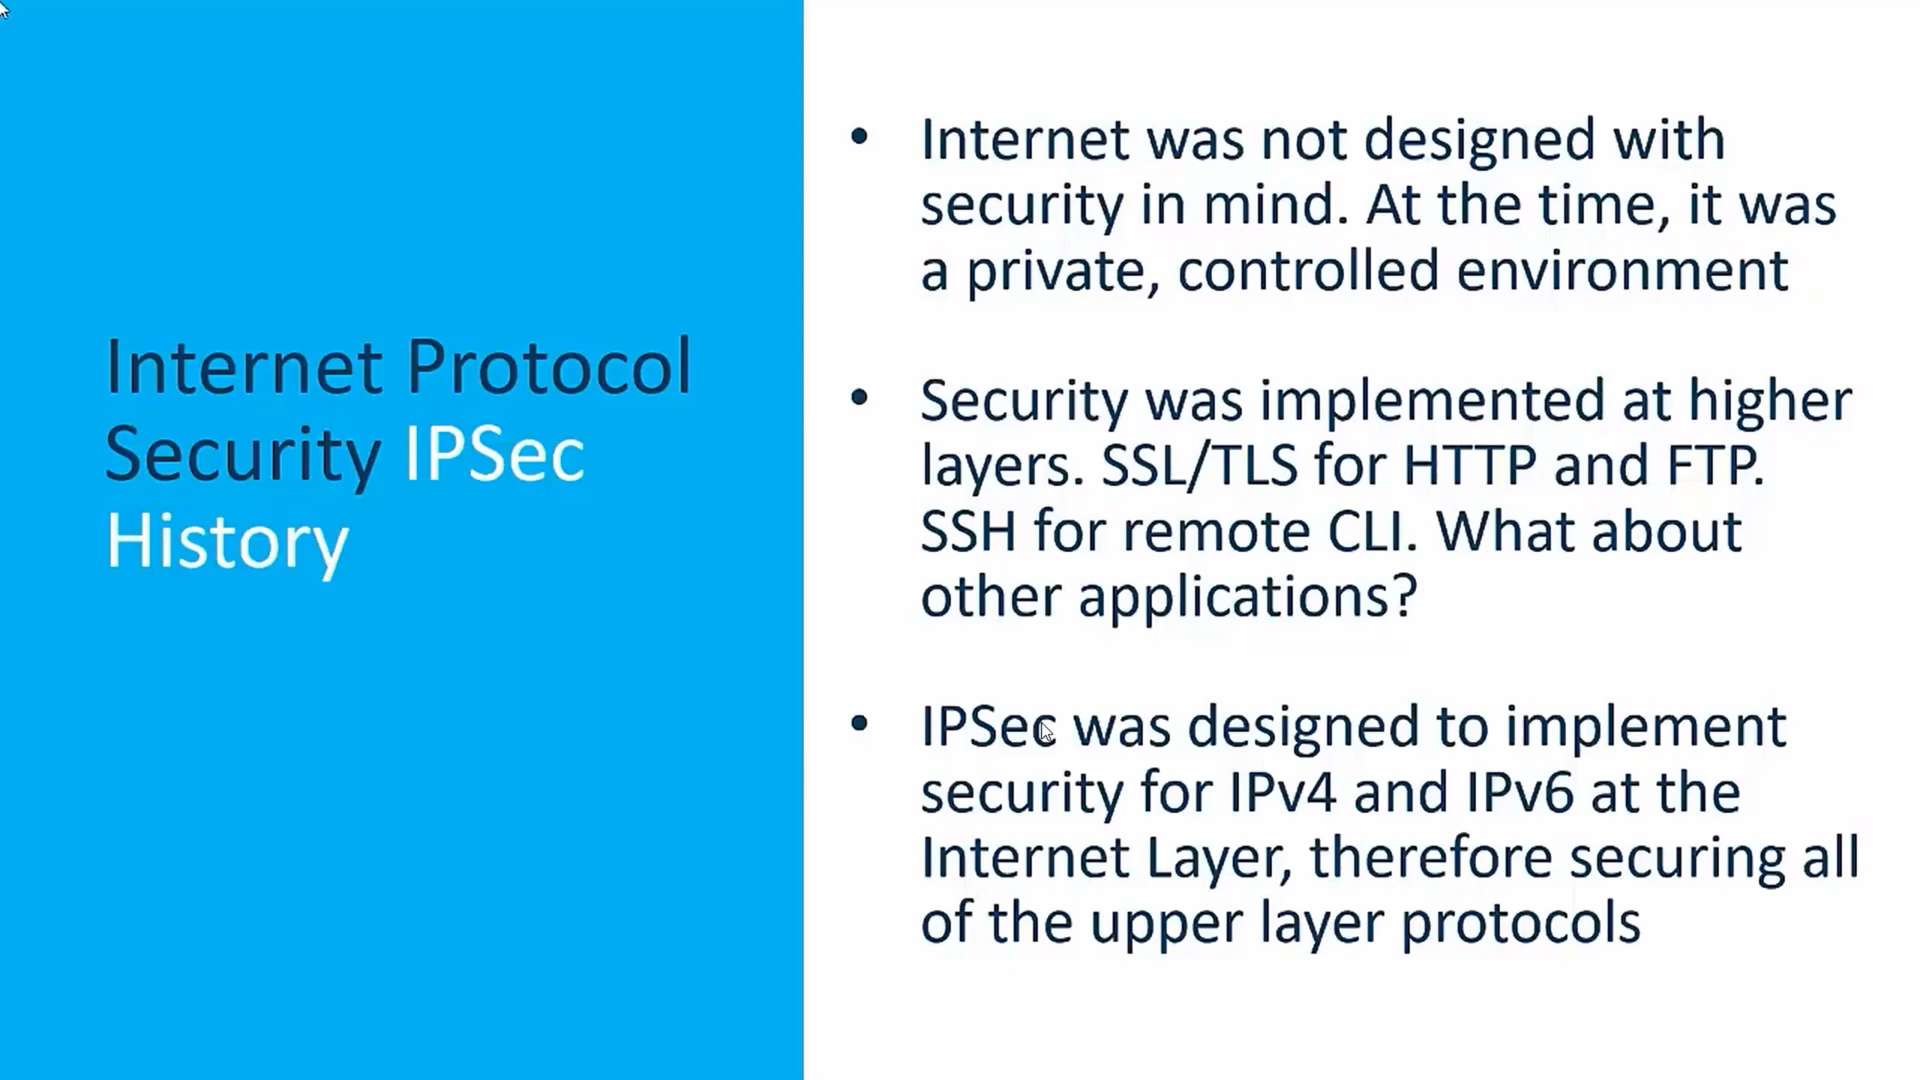 Internet Protocol
Security IPSec
History
• Internet was not designed with
security in mind. At the time, it was
a private, controlled environment
• Security was implemented at higher
layers. SSL/TLS for HTTP and FTP.
SSH for remote CLI. What about
other applications?
• IPSec was designed to implement
security for IPv4 and IPv6 at the
Internet Layer, therefore securing all
of the upper layer protocols